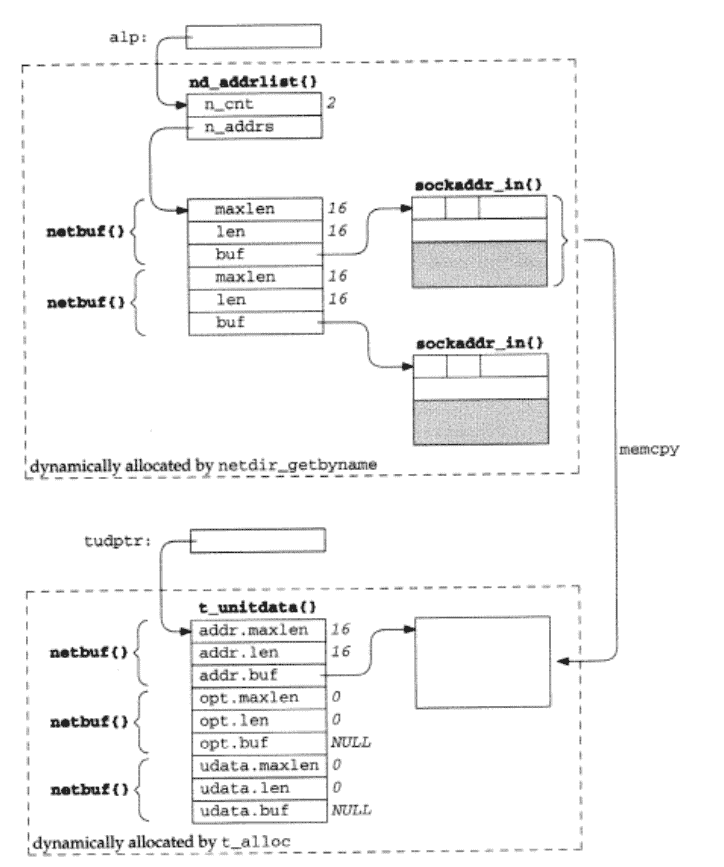 alp:
nd_addrlist{}
n_cnt 2
n_addrs
sockaddr_in{}
netbuf{}
maxlen 16
len 16
buf
netbuf{}
maxlen 16
len 16
buf
sockaddr_in{}
dynamically allocated by netdir_getbyname
memcpy
tudptr:
t_unitdata{}
netbuf{}
addr.maxlen 16
addr.len 16
addr.buf
netbuf{}
opt.maxlen 0
opt.len 0
opt.buf NULL
netbuf{}
udata.maxlen 0
udata.len 0
udata.buf NULL
dynamically allocated by t_alloc